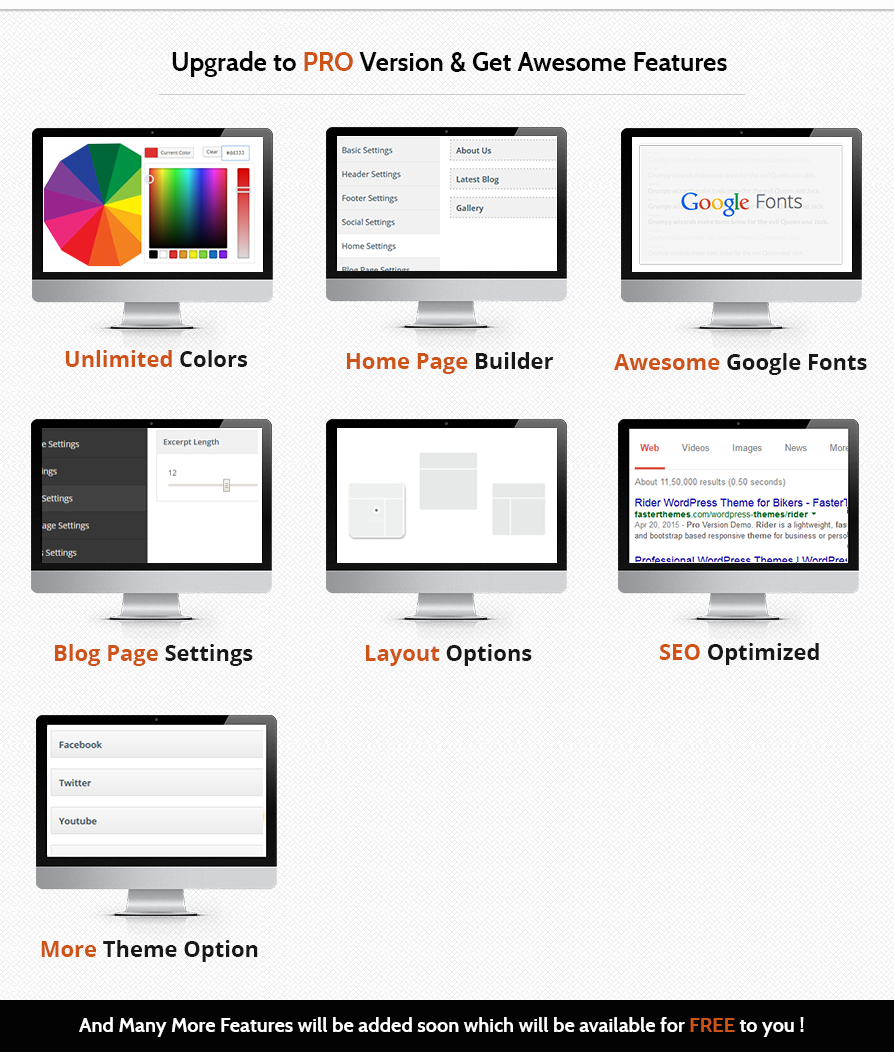 Upgrade to PRO Version & Get Awesome Features
Current Color
Clear
#dd3333
Unlimited Colors
Basic Settings
Header Settings
Footer Settings
Social Settings
Home Settings
Blog Page Settings
About Us
Latest Blog
Gallery
Home Page Builder
Google Fonts
Awesome Google Fonts
e Settings
ings
Settings
age Settings
s Settings
Excerpt Length
12
Blog Page Settings
Layout Options
Web Videos Images News More
About 11,50,000 results (0.50 seconds)
Rider WordPress Theme for Bikers - FasterT
fasterthemes.com/wordpress-themes/rider
Apr 20, 2015 - Pro Version Demo. Rider is a lightweight, fas
and bootstrap based responsive theme for business or perso
Professional WordPress Themes | WordPre
SEO Optimized
Facebook
Twitter
Youtube
More Theme Option
And Many More Features will be added soon which will be available for FREE to you !